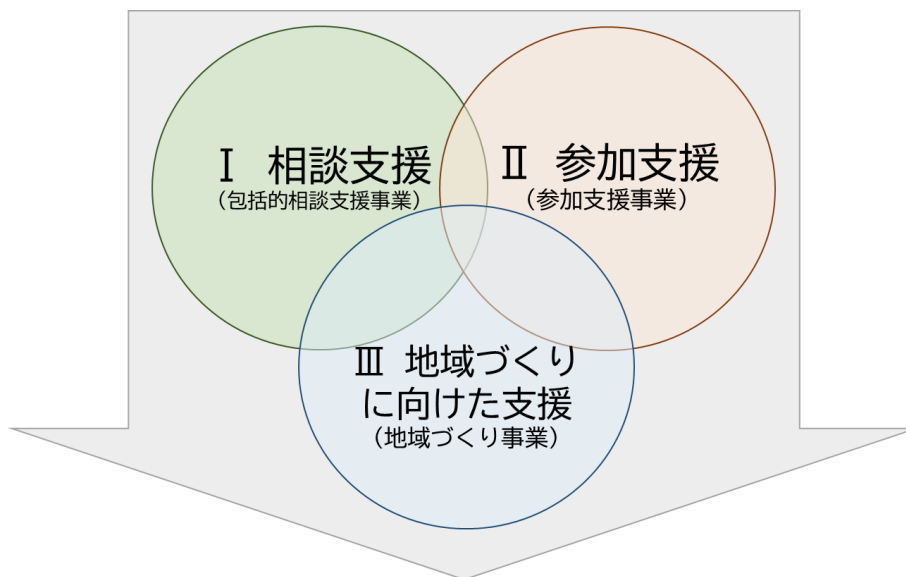 Ⅰ 相談支援
（包括的相談支援事業）
Ⅱ 参加支援
（参加支援事業）
Ⅲ 地域づくり
に向けた支援
（地域づくり事業）